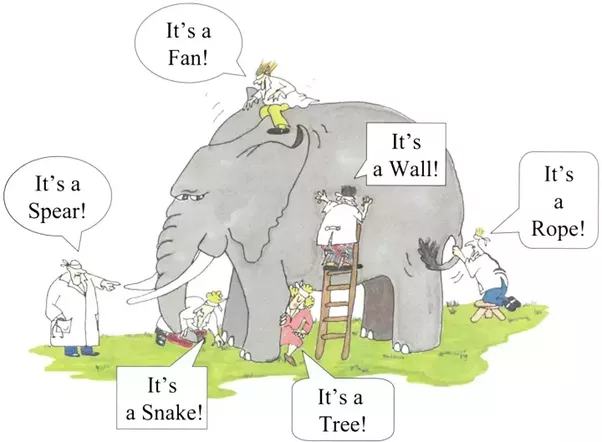 It's a
Fan!
It's
a Wall!
It's a
Spear!
It's
a
Rope!
It's
a Snake!
It's a
Tree!